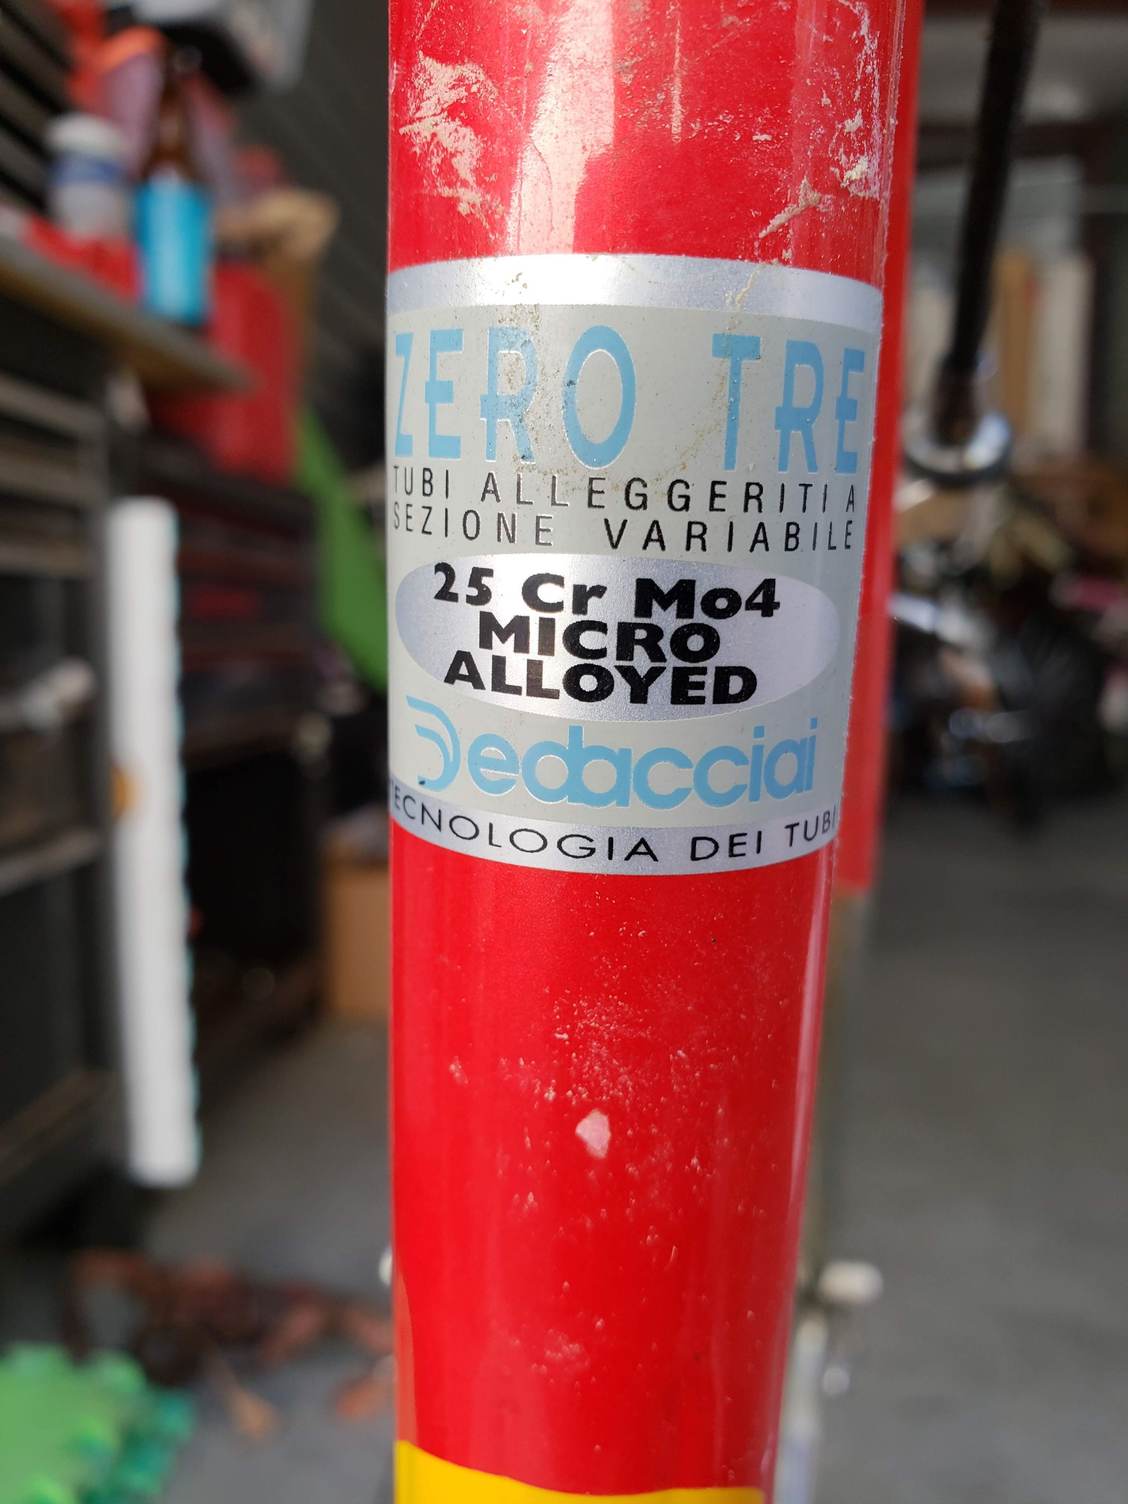 ZERO TRE
TUBI ALLEGGERITI A
SEZIONE VARIABILE
25 Cr Mo4
MICRO
ALLOYED
Dedacciai
TECNOLOGIA DEI TUBI